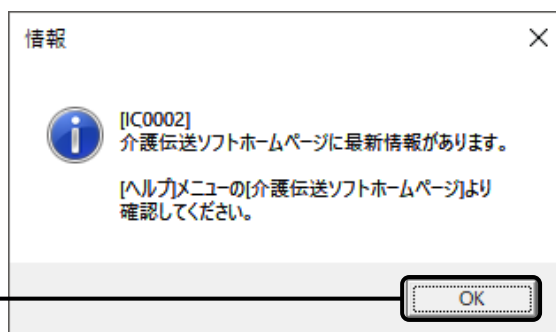 情報
[IC0002]
介護伝送ソフトホームページに最新情報があります。
[ヘルプ]メニューの[介護伝送ソフトホームページ]より
確認してください。
OK